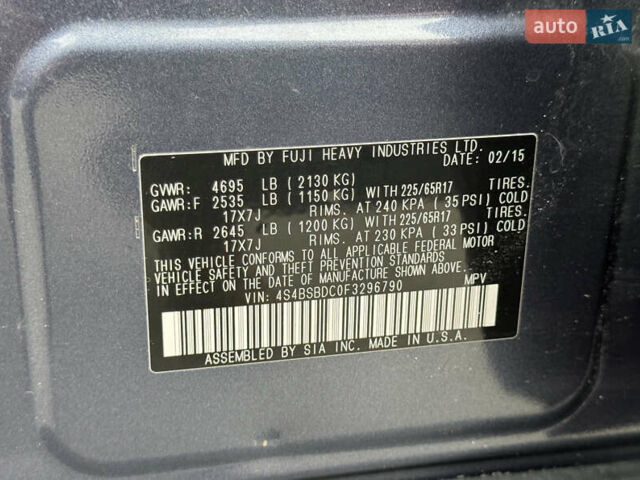 auto RIA.com
MFD BY FUJI HEAVY INDUSTRIES LTD.
DATE: 02/15
GVWR: 4695 LB ( 2130 KG)
GAWR:F 2535 LB ( 1150 KG) WITH 225/65R17 TIRES.
17X7J RIMS. AT 240 KPA ( 35 PSI) COLD
GAWR:R 2645 LB ( 1200 KG) WITH 225/65R17 TIRES.
17X7J RIMS. AT 230 KPA ( 33 PSI) COLD
THIS VEHICLE CONFORMS TO ALL APPLICABLE FEDERAL MOTOR
VEHICLE SAFETY AND THEFT PREVENTION STANDARDS
IN EFFECT ON THE DATE OF MANUFACTURE SHOWN ABOVE.
VIN: 4S4BSBDC0F3296790 MPV
ASSEMBLED BY SIA INC. MADE IN U.S.A.